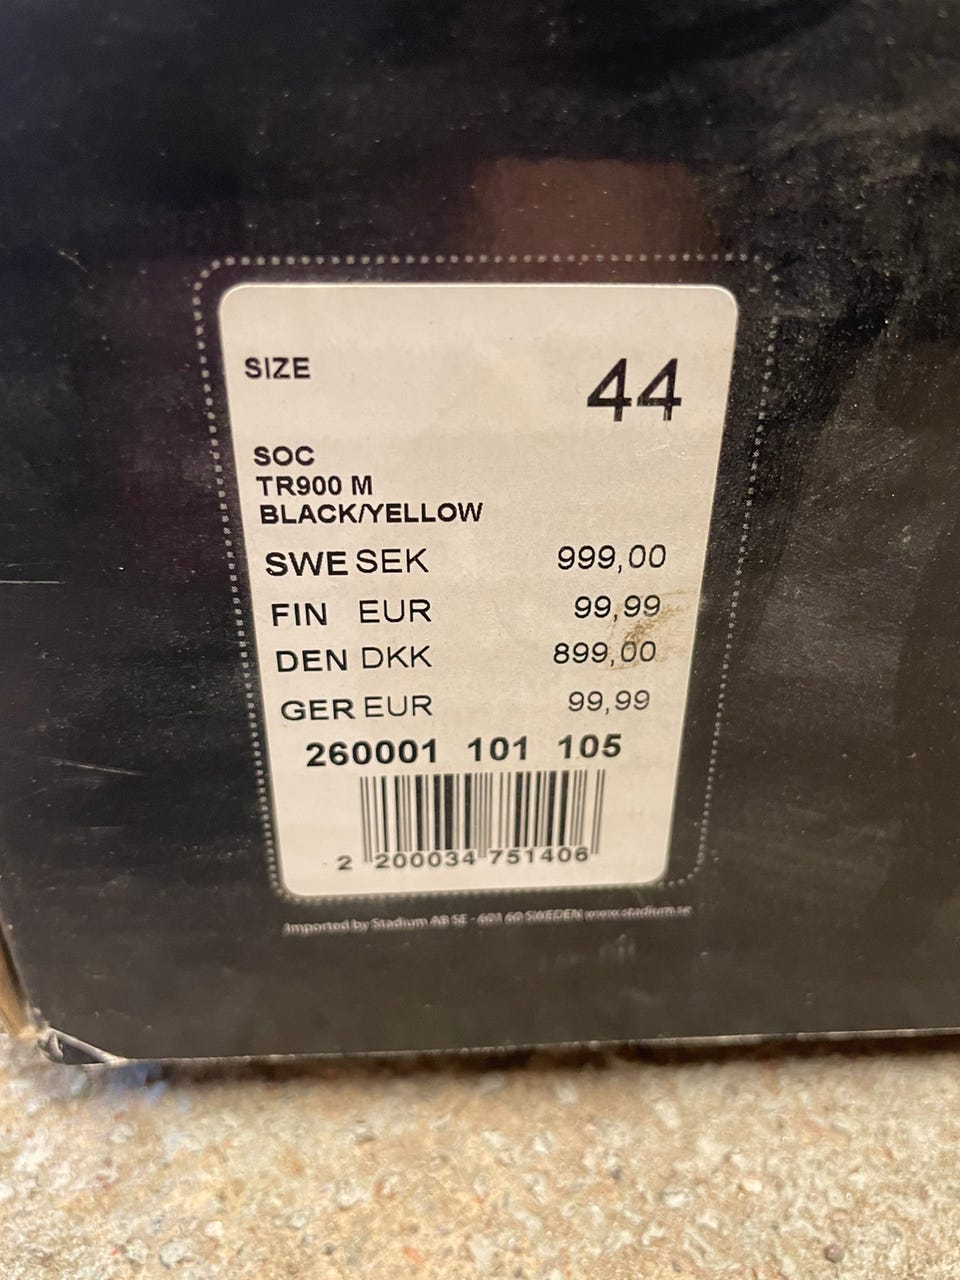 SIZE 44
SOC
TR900 M
BLACK/YELLOW
SWE SEK 999,00
FIN EUR 99,99
DEN DKK 899,00
GER EUR 99,99
260001 101 105
2 200034 751406
Imported by Stadium AB SE - 601 60 SWEDEN www.stadium.se